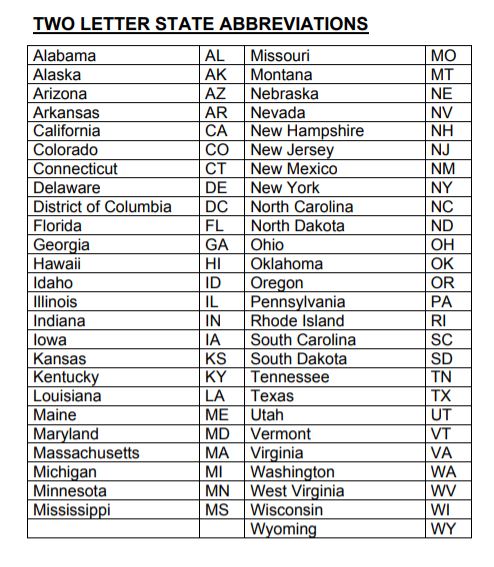 TWO LETTER STATE ABBREVIATIONS
Alabama AL Missouri MO
Alaska AK Montana MT
Arizona AZ Nebraska NE
Arkansas AR Nevada NV
California CA New Hampshire NH
Colorado CO New Jersey NJ
Connecticut CT New Mexico NM
Delaware DE New York NY
District of Columbia DC North Carolina NC
Florida FL North Dakota ND
Georgia GA Ohio OH
Hawaii HI Oklahoma OK
Idaho ID Oregon OR
Illinois IL Pennsylvania PA
Indiana IN Rhode Island RI
Iowa IA South Carolina SC
Kansas KS South Dakota SD
Kentucky KY Tennessee TN
Louisiana LA Texas TX
Maine ME Utah UT
Maryland MD Vermont VT
Massachusetts MA Virginia VA
Michigan MI Washington WA
Minnesota MN West Virginia WV
Mississippi MS Wisconsin WI
Wyoming WY